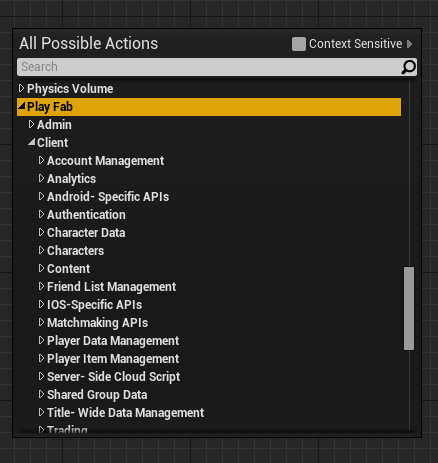 All Possible Actions
Context Sensitive
Search
Physics Volume
Play Fab
Admin
Client
Account Management
Analytics
Android- Specific APIs
Authentication
Character Data
Characters
Content
Friend List Management
IOS-Specific APIs
Matchmaking APIs
Player Data Management
Player Item Management
Server- Side Cloud Script
Shared Group Data
Title- Wide Data Management
Trading